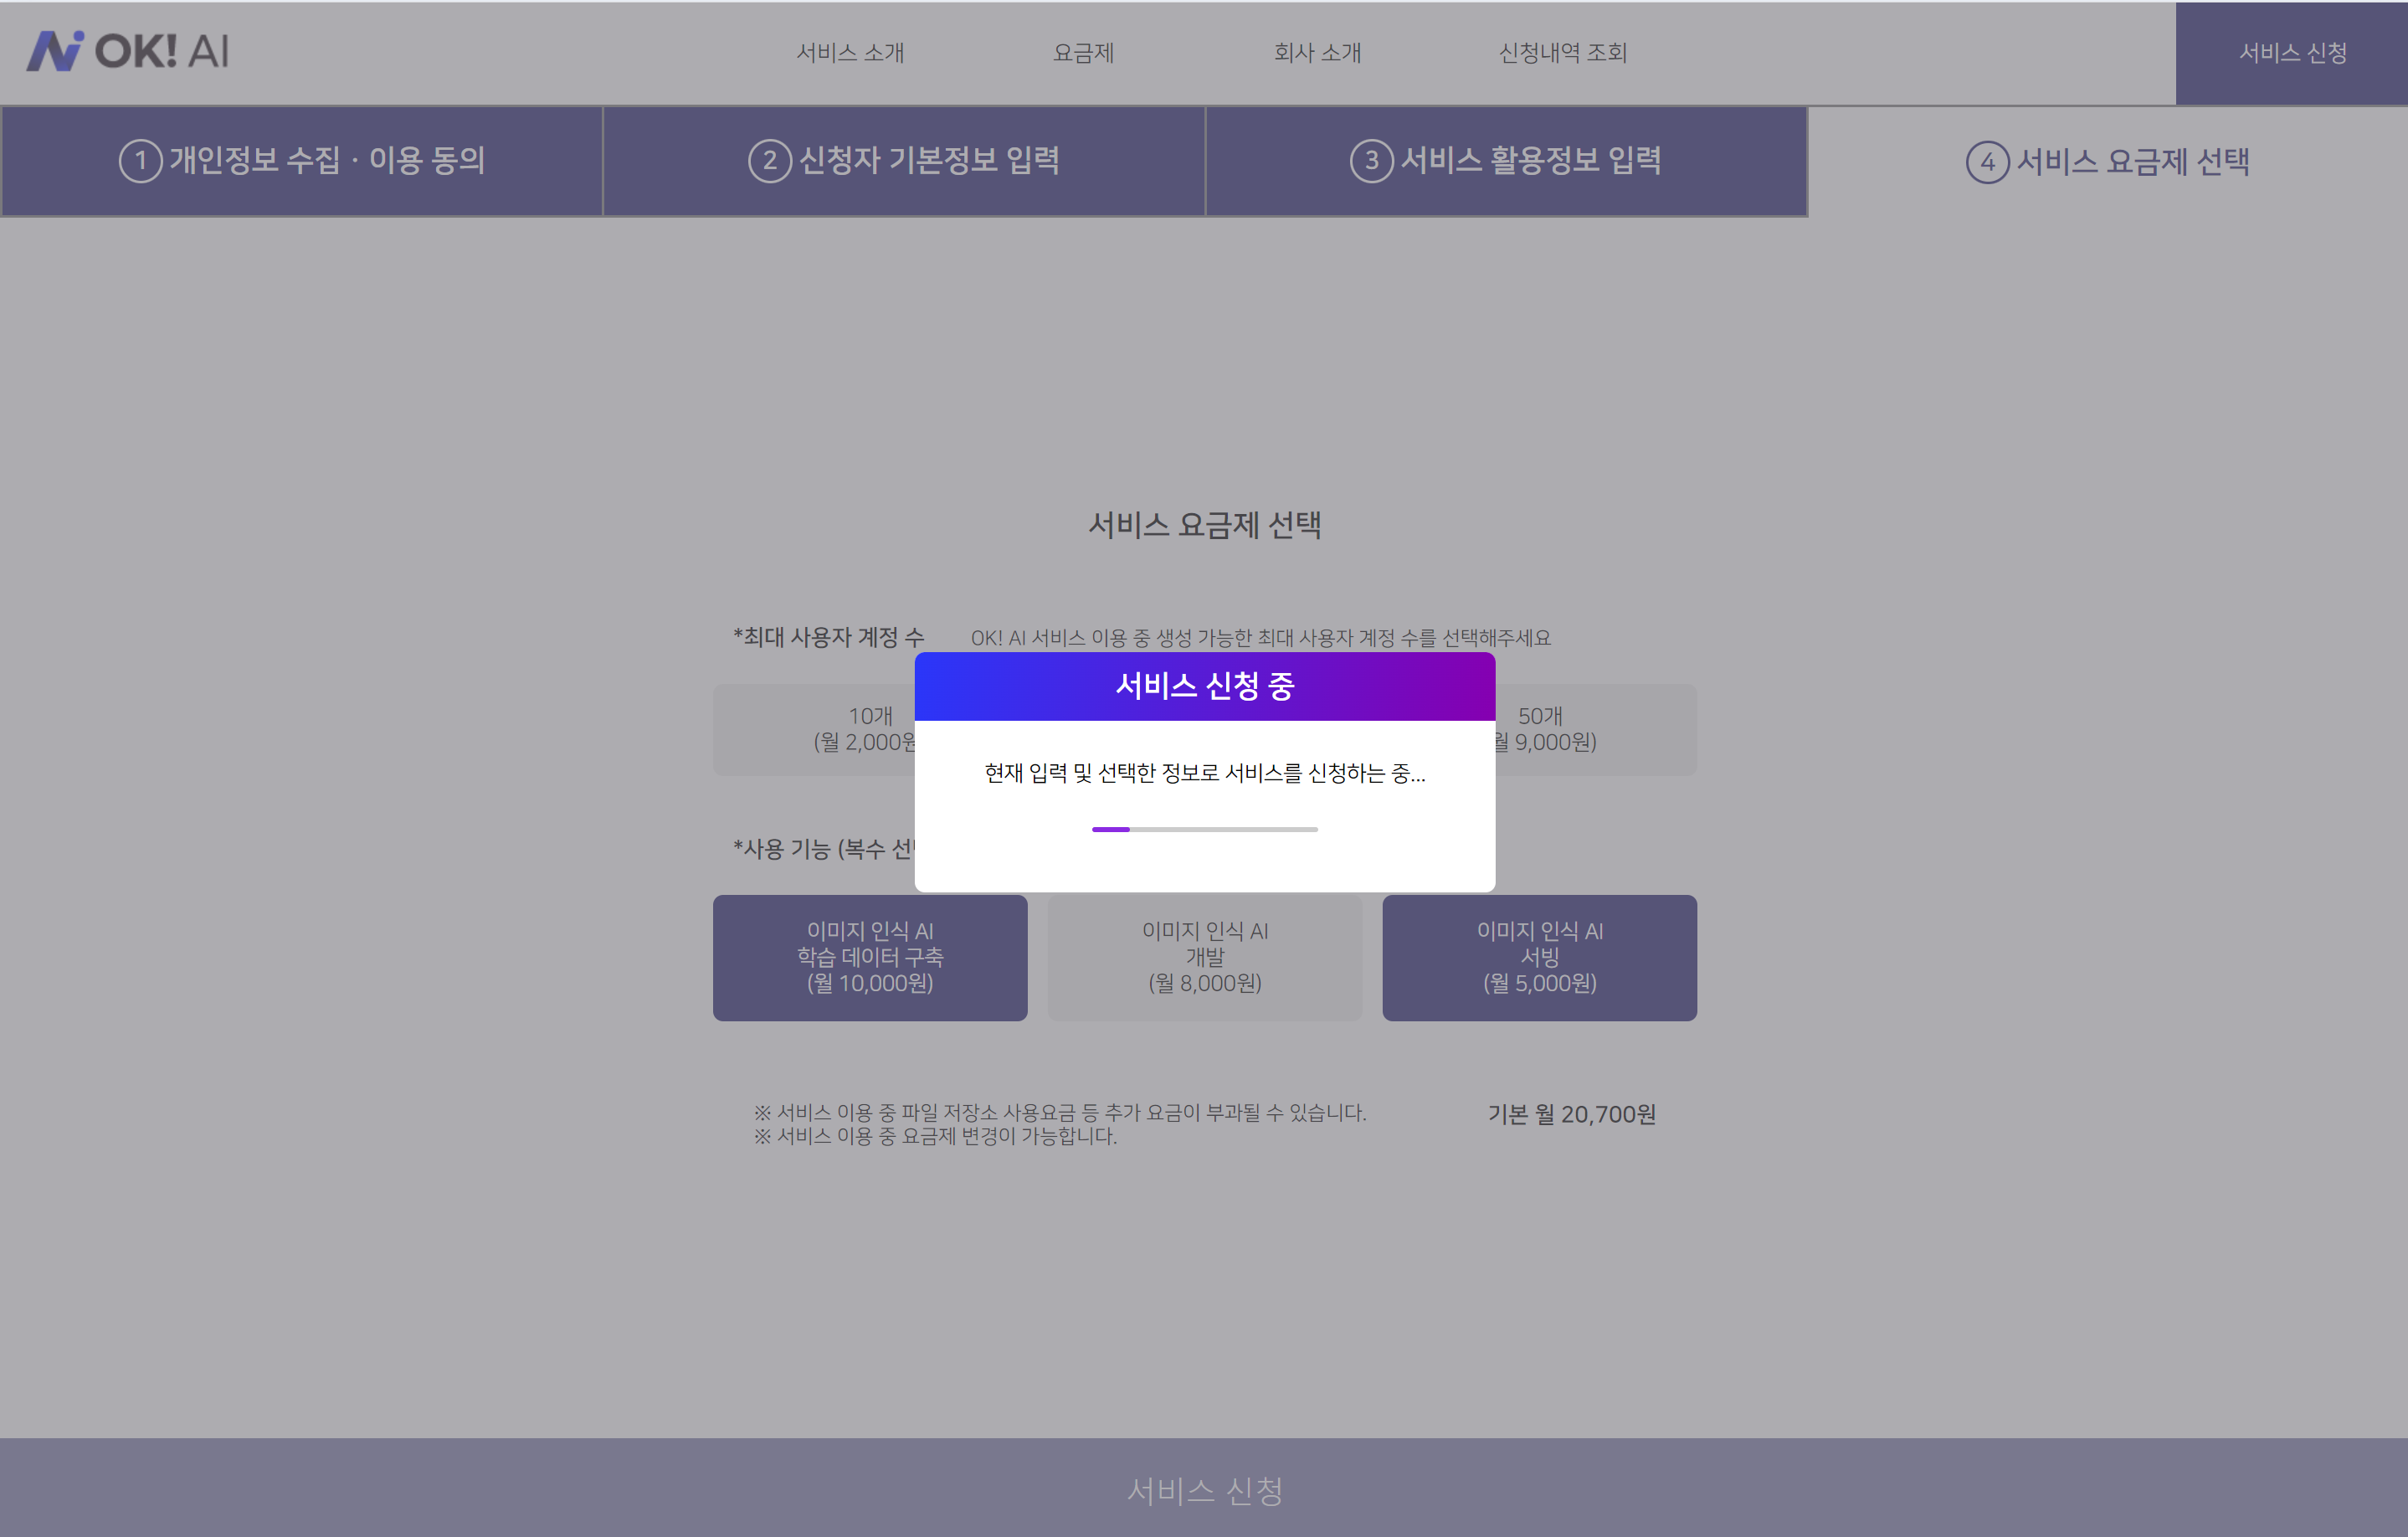 OK! AI
서비스 소개
요금제
회사 소개
신청내역 조회
서비스 신청
1 개인정보 수집 · 이용 동의
2 신청자 기본정보 입력
3 서비스 활용정보 입력
4 서비스 요금제 선택
서비스 요금제 선택
*최대 사용자 계정 수
OK! AI 서비스 이용 중 생성 가능한 최대 사용자 계정 수를 선택해주세요
10개
(월 2,000원
50개
월 9,000원)
서비스 신청 중
현재 입력 및 선택한 정보로 서비스를 신청하는 중...
*사용 기능 (복수
이미지 인식 AI
학습 데이터 구축
(월 10,000원)
이미지 인식 AI
개발
(월 8,000원)
이미지 인식 AI
서빙
(월 5,000원)
※ 서비스 이용 중 파일 저장소 사용요금 등 추가 요금이 부과될 수 있습니다.
※ 서비스 이용 중 요금제 변경이 가능합니다.
기본 월 20,700원
서비스 신청